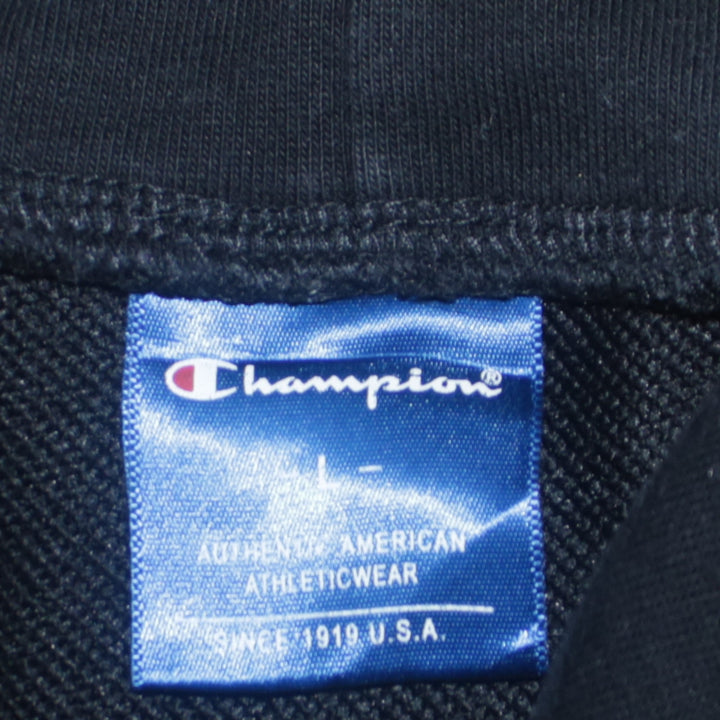 Champion®
- L -
AUTHENTIC AMERICAN
ATHLETICWEAR
SINCE 1919 U.S.A.